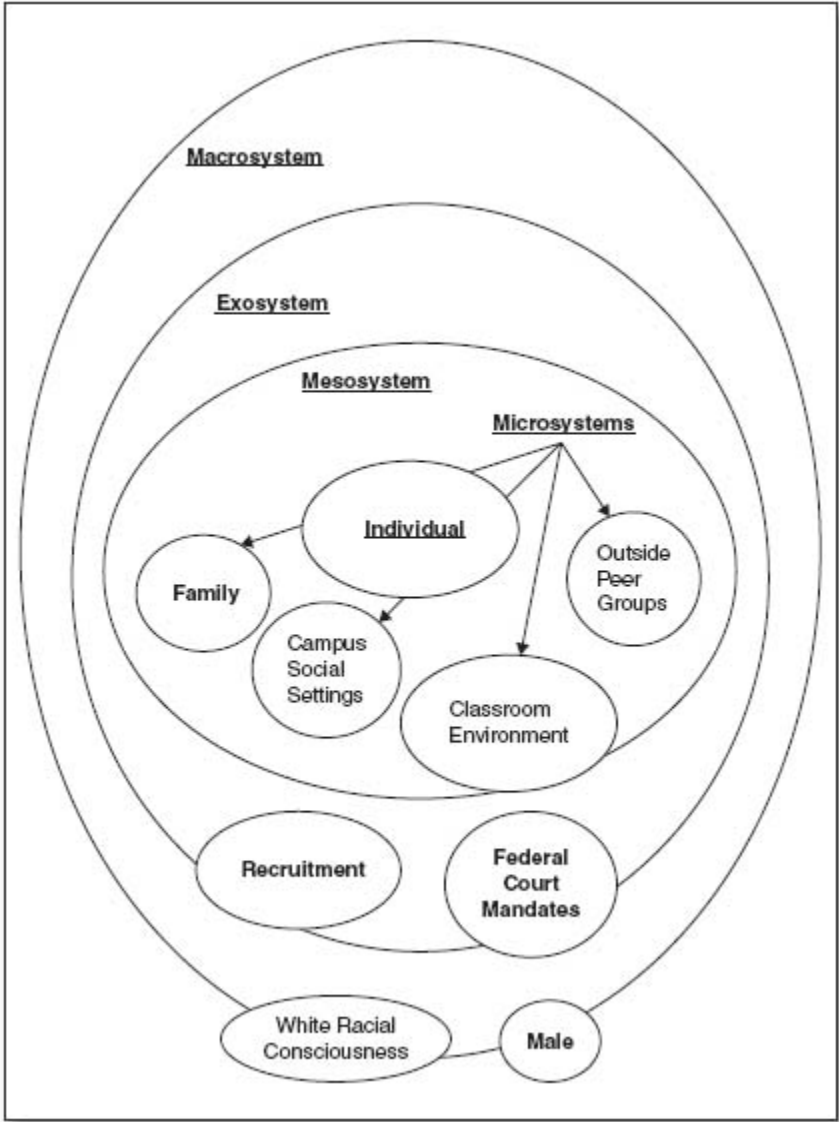 Macrosystem
Exosystem
Mesosystem
Microsystems
Individual
Family
Outside
Peer
Groups
Campus
Social
Settings
Classroom
Environment
Recruitment
Federal
Court
Mandates
White Racial
Consciousness
Male